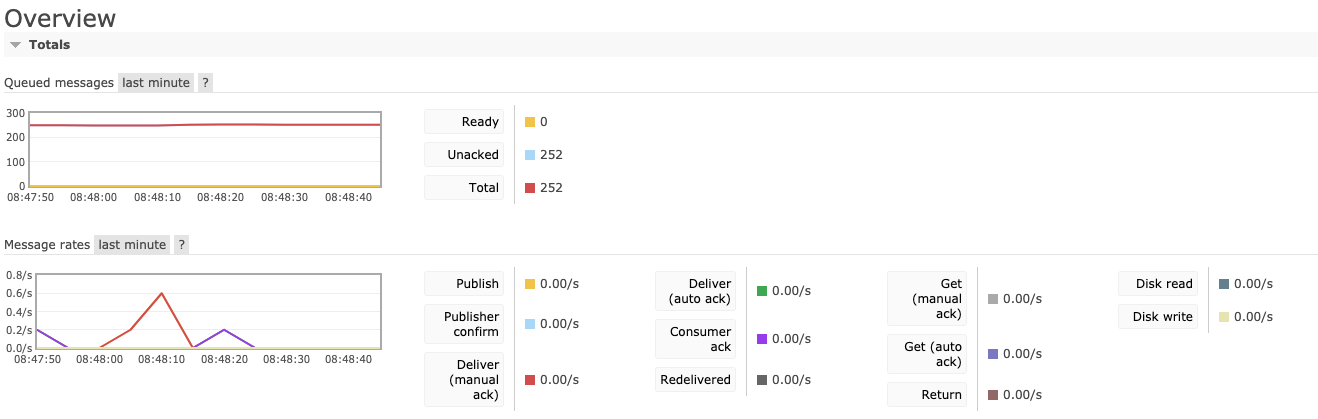 Overview
Totals
Queued messages last minute ?
300
200
100
0
08:47:50 08:48:00 08:48:10 08:48:20 08:48:30 08:48:40
Ready 0
Unacked 252
Total 252
Message rates last minute ?
0.8/s
0.6/s
0.4/s
0.2/s
0.0/s
08:47:50 08:48:00 08:48:10 08:48:20 08:48:30 08:48:40
Publish 0.00/s
Publisher
confirm 0.00/s
Deliver
(manual
ack) 0.00/s
Deliver
(auto ack) 0.00/s
Consumer
ack 0.00/s
Redelivered 0.00/s
Get
(manual
ack) 0.00/s
Get (auto
ack) 0.00/s
Return 0.00/s
Disk read 0.00/s
Disk write 0.00/s